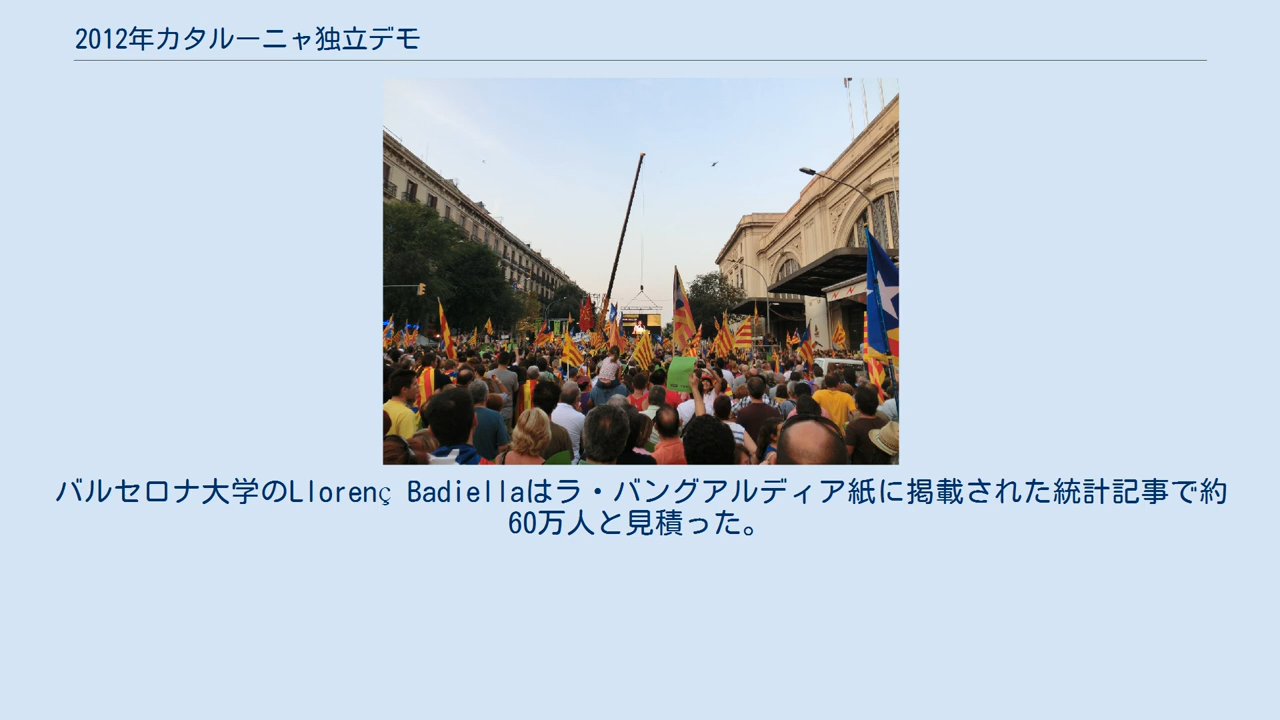 2012年カタルーニャ独立デモ
バルセロナ大学のLlorenç Badiellaはラ・バングアルディア紙に掲載された統計記事で約
60万人と見積った。